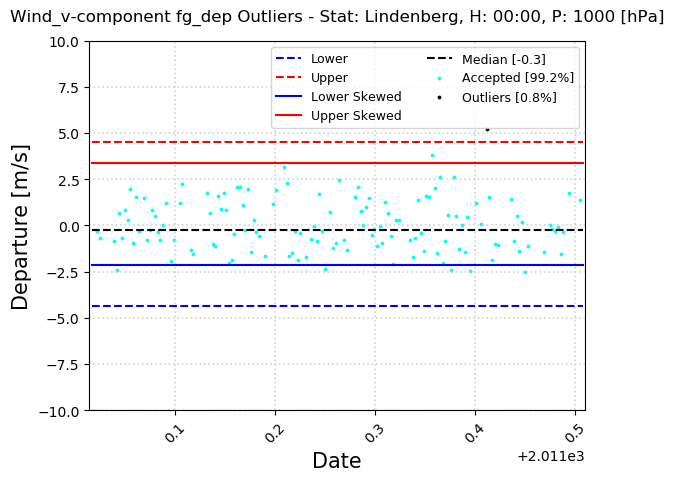 Wind_v-component fg_dep Outliers - Stat: Lindenberg, H: 00:00, P: 1000 [hPa]
Departure [m/s]
10.0
7.5
5.0
2.5
0.0
−2.5
−5.0
−7.5
−10.0
Lower
Upper
Lower Skewed
Upper Skewed
Median [-0.3]
Accepted [99.2%]
Outliers [0.8%]
0.1
0.2
0.3
0.4
0.5
+2.011e3
Date